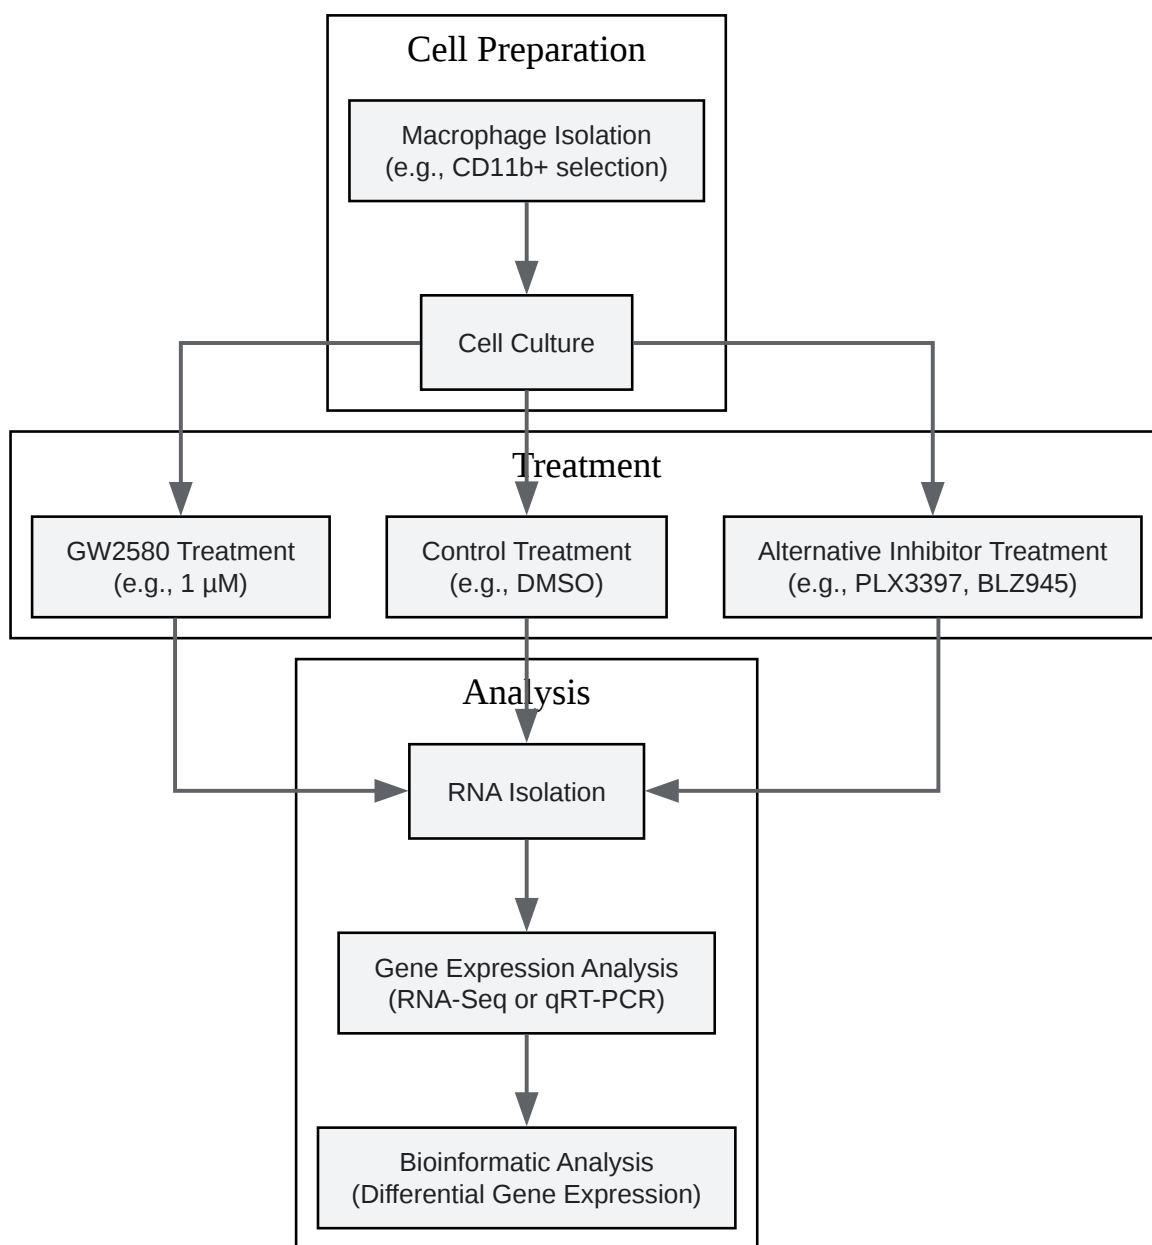 Cell Preparation
Macrophage Isolation
(e.g., CD11b+ selection)
Cell Culture
Treatment
GW2580 Treatment
(e.g., 1 µM)
Control Treatment
(e.g., DMSO)
Alternative Inhibitor Treatment
(e.g., PLX3397, BLZ945)
Analysis
RNA Isolation
Gene Expression Analysis
(RNA-Seq or qRT-PCR)
Bioinformatic Analysis
(Differential Gene Expression)